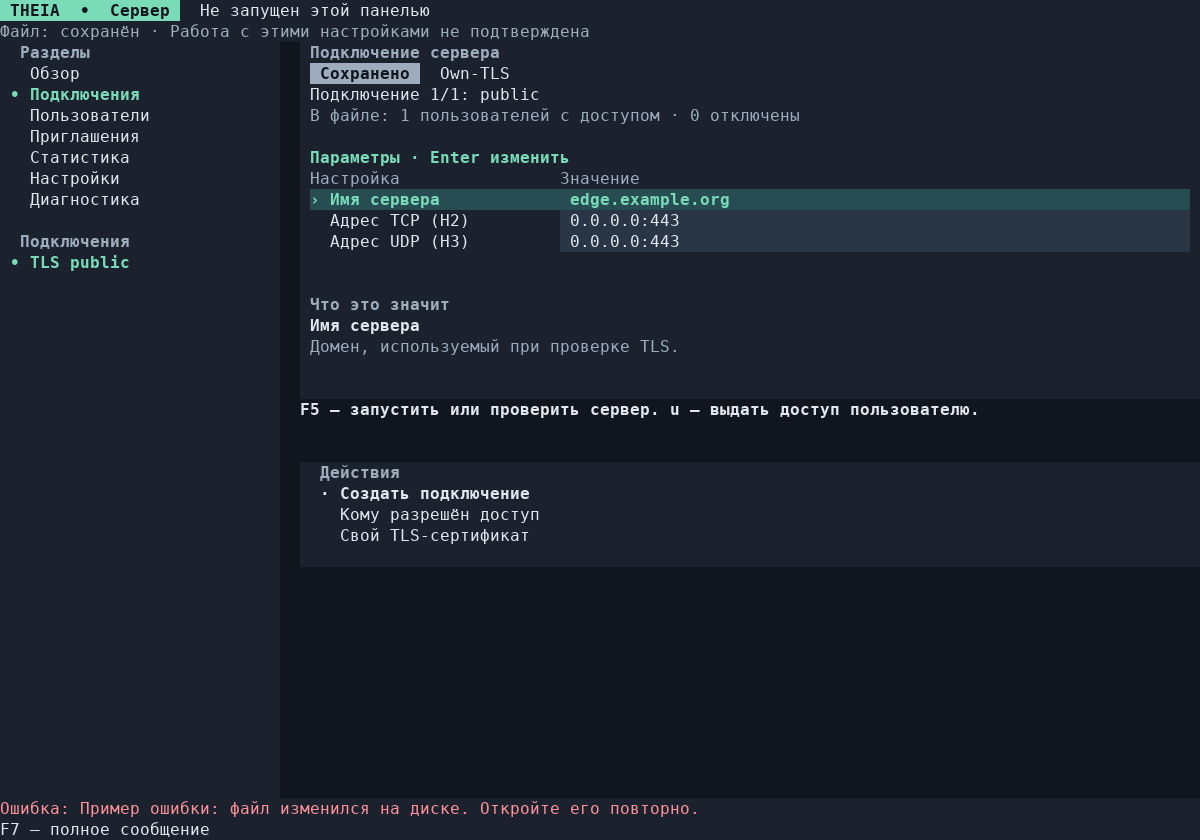 THEIA • Сервер Не запущен этой панелью
Файл: сохранён · Работа с этими настройками не подтверждена
Разделы
Обзор
• Подключения
Пользователи
Приглашения
Статистика
Настройки
Диагностика
Подключения
• TLS public
Подключение сервера
Сохранено Own-TLS
Подключение 1/1: public
В файле: 1 пользователей с доступом · 0 отключены
Параметры · Enter изменить
Настройка Значение
› Имя сервера edge.example.org
Адрес TCP (H2) 0.0.0.0:443
Адрес UDP (H3) 0.0.0.0:443
Что это значит
Имя сервера
Домен, используемый при проверке TLS.
F5 — запустить или проверить сервер. u — выдать доступ пользователю.
Действия
· Создать подключение
Кому разрешён доступ
Свой TLS-сертификат
Ошибка: Пример ошибки: файл изменился на диске. Откройте его повторно.
F7 — полное сообщение